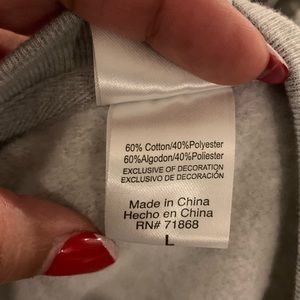 60% Cotton/40%Polyester
60%Algodon/40%Poliester
EXCLUSIVE OF DECORATION
EXCLUSIVO DE DECORACIÓN
Made in China
Hecho en China
RN# 71868
L